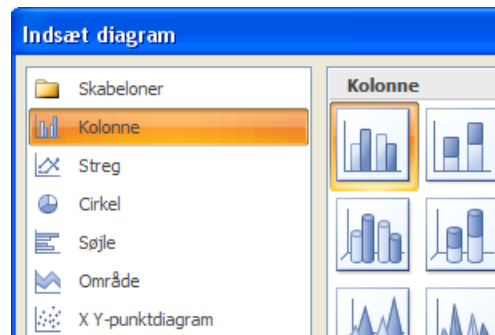 Indsæt diagram
Skabeloner
Kolonne
Streg
Cirkel
Søjle
Område
X Y-punktdiagram
Kolonne